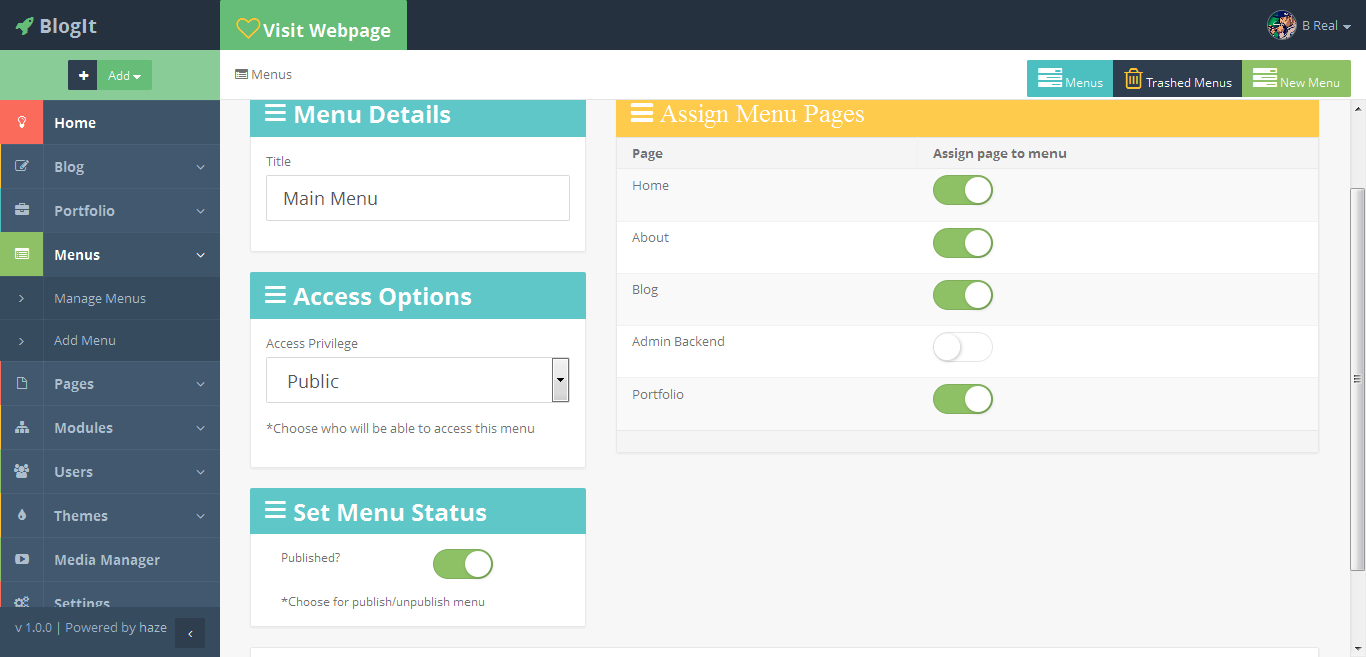 BlogIt
Visit Webpage
B Real
Add
Menus
Menus
Trashed Menus
New Menu
Home
Blog
Portfolio
Menus
Manage Menus
Add Menu
Pages
Modules
Users
Themes
Media Manager
Settings
v 1.0.0 | Powered by haze
Menu Details
Title
Main Menu
Access Options
Access Privilege
Public
*Choose who will be able to access this menu
Set Menu Status
Published?
*Choose for publish/unpublish menu
Assign Menu Pages
Page Assign page to menu
Home
About
Blog
Admin Backend
Portfolio